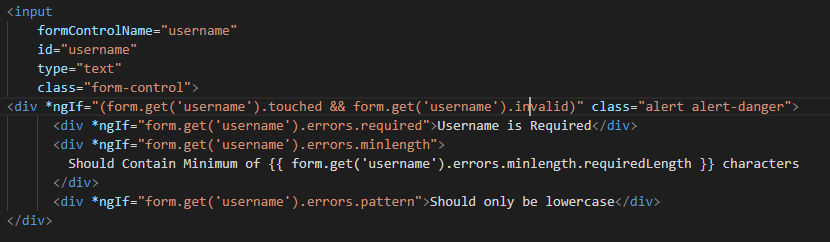 <input
formControlName="username"
id="username"
type="text"
class="form-control">
<div *ngIf="(form.get('username').touched && form.get('username').invalid)" class="alert alert-danger">
<div *ngIf="form.get('username').errors.required">Username is Required</div>
<div *ngIf="form.get('username').errors.minlength">
Should Contain Minimum of {{ form.get('username').errors.minlength.requiredLength }} characters
</div>
<div *ngIf="form.get('username').errors.pattern">Should only be lowercase</div>
</div>